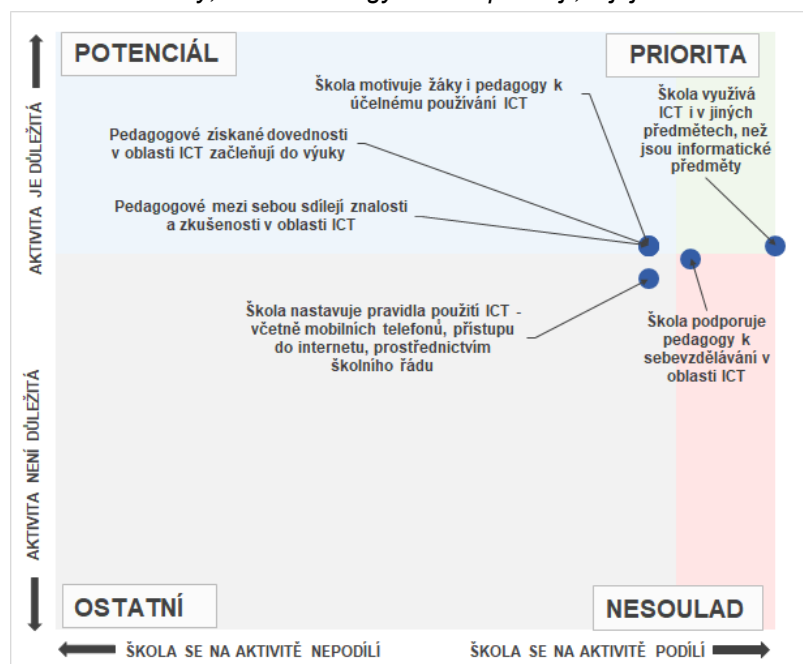 POTENCIÁL
PRIORITA
Škola motivuje žáky i pedagogy k
účelnému používání ICT
Škola využívá
ICT i v jiných
předmětech, než
jsou informatické
předměty
Pedagogové získané dovednosti
v oblasti ICT začleňují do výuky
Pedagogové mezi sebou sdílejí znalosti
a zkušenosti v oblasti ICT
Škola nastavuje pravidla použití ICT -
včetně mobilních telefonů, přístupu
do internetu, prostřednictvím
školního řádu
Škola podporuje
pedagogy k
sebevzdělávání v
oblasti ICT
AKTIVITA JE DŮLEŽITÁ
AKTIVITA NENÍ DŮLEŽITÁ
OSTATNÍ
NESOULAD
ŠKOLA SE NA AKTIVITĚ NEPODÍLÍ
ŠKOLA SE NA AKTIVITĚ PODÍLÍ